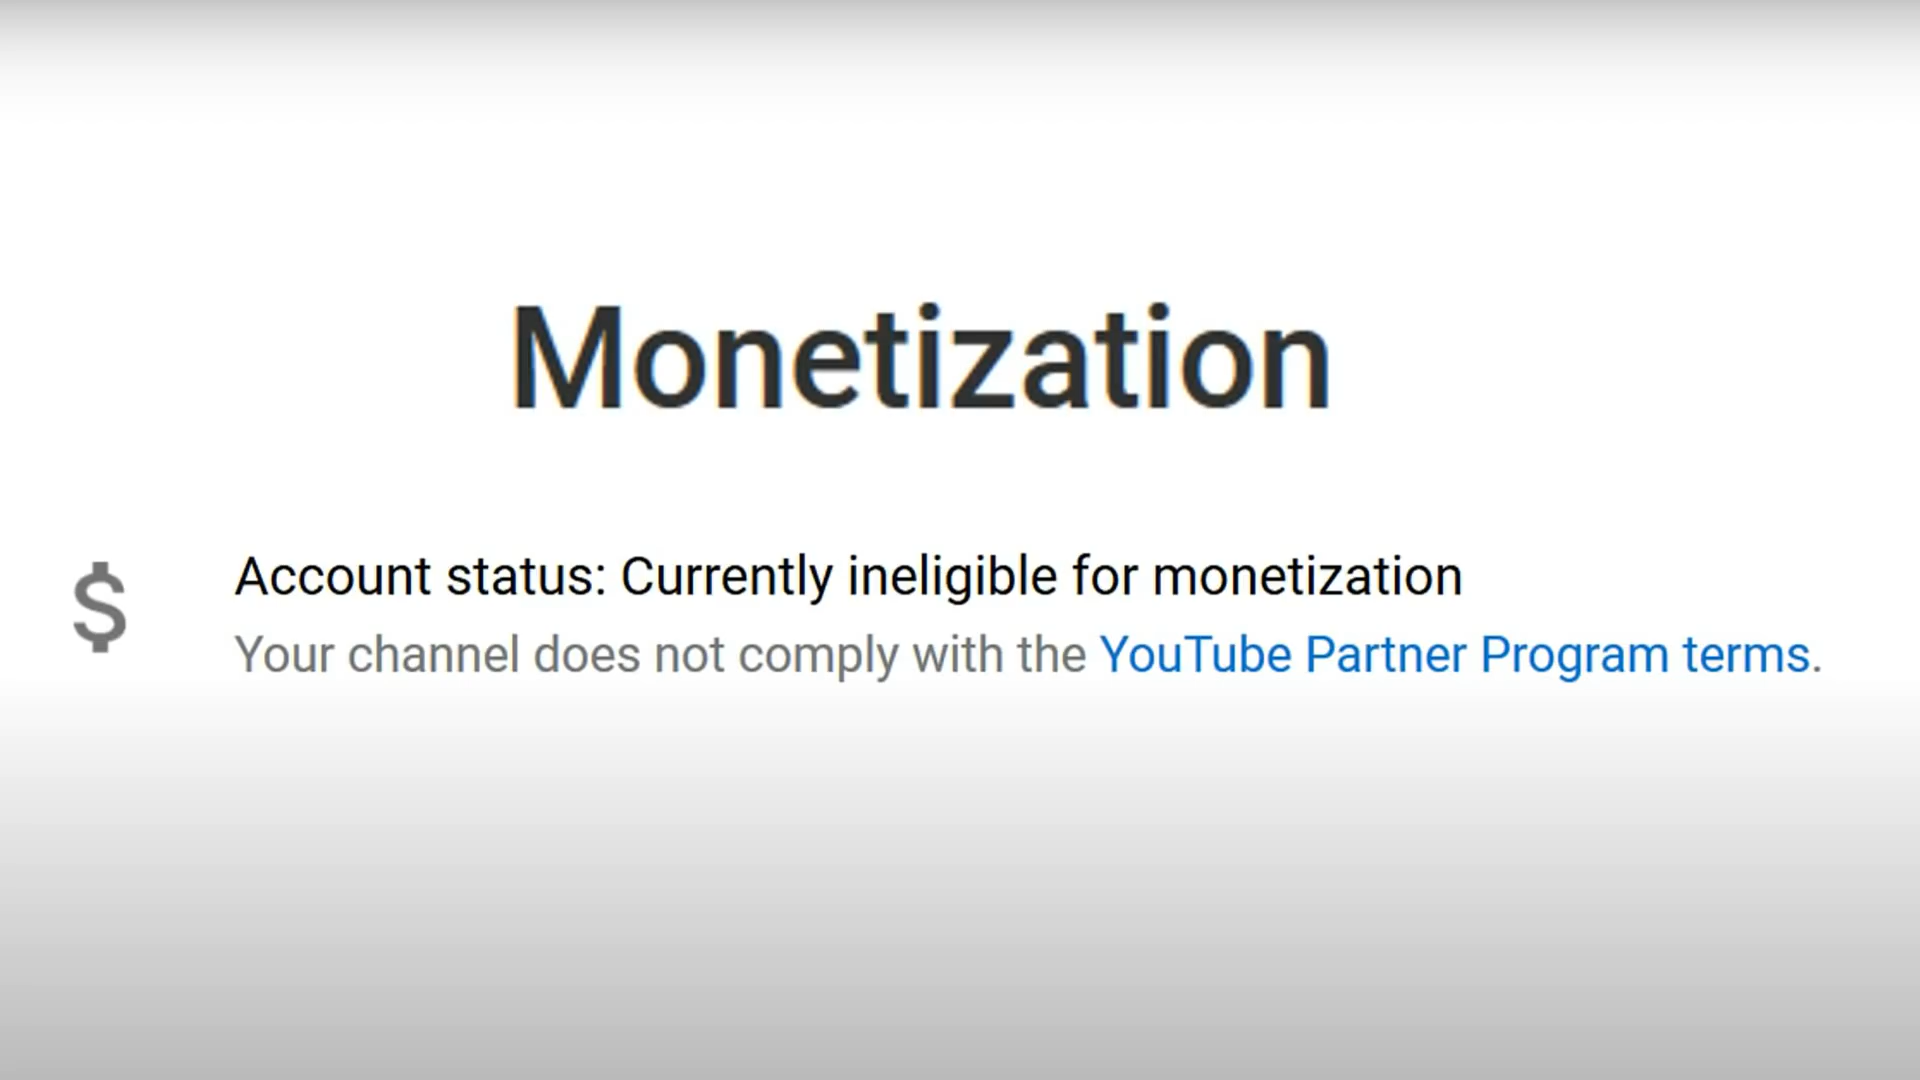 Monetization
$
Account status: Currently ineligible for monetization
Your channel does not comply with the YouTube Partner Program terms.